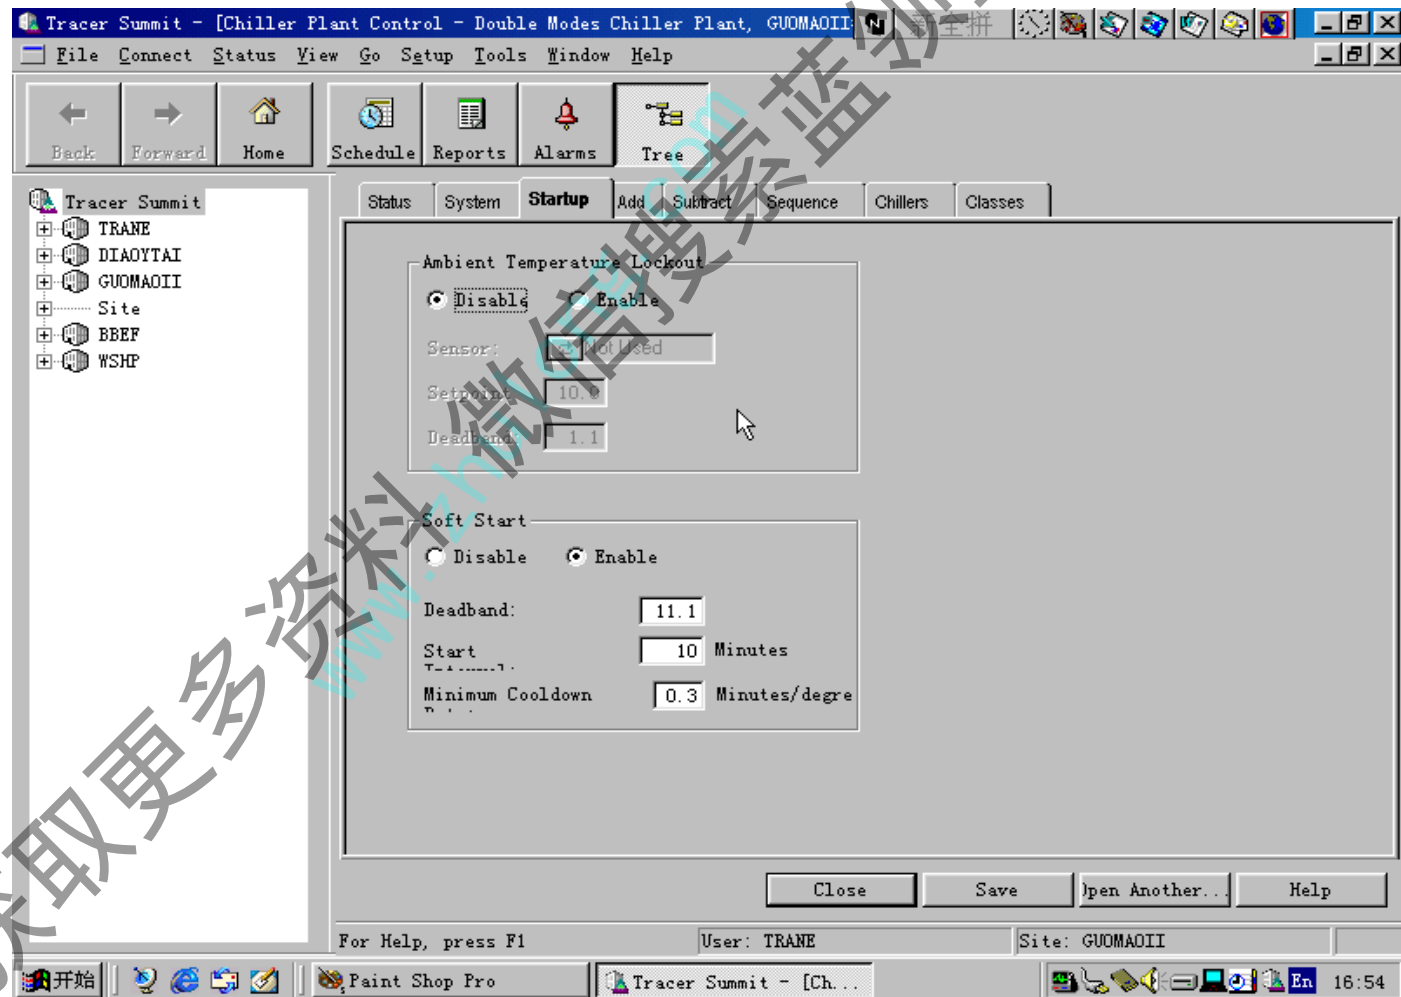 Tracer Summit - [Chiller Plant Control - Double Modes Chiller Plant, GUOMAOII
File Connect Status View Go Setup Tools Window Help
Back Forward Home Schedule Reports Alarms Tree
Tracer Summit
TRANE
DIAOYTAI
GUOMAOII
Site
BBEF
WSHP
Status System Startup Add Subtract Sequence Chillers Classes
Ambient Temperature Lockout
Disable Enable
Sensor: Not Used
Setpoint 10.0
Deadband: 1.1
Soft Start
Disable Enable
Deadband: 11.1
Start 10 Minutes
Minimum Cooldown 0.3 Minutes/degre
Close Save Open Another... Help
For Help, press F1 User: TRANE Site: GUOMAOII
开始 Paint Shop Pro Tracer Summit - [Ch... En 16:54
获取更多资料 微信搜索蓝领